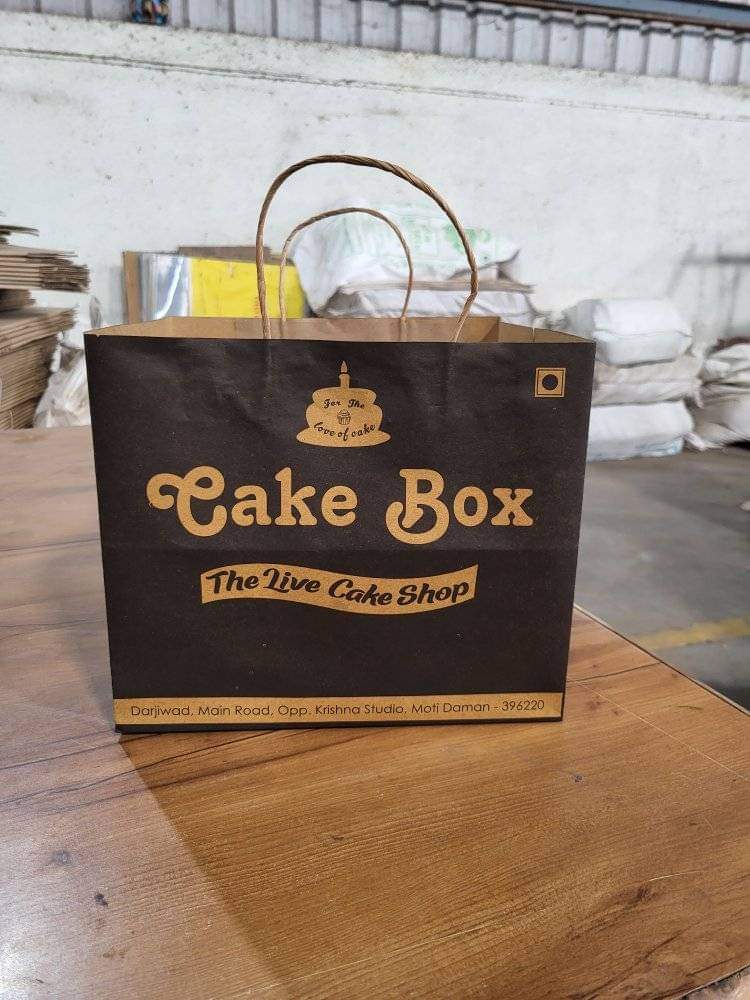 For The
love of cake
Cake Box
The Live Cake Shop
Darjiwad, Main Road, Opp. Krishna Studio, Moti Daman - 396220